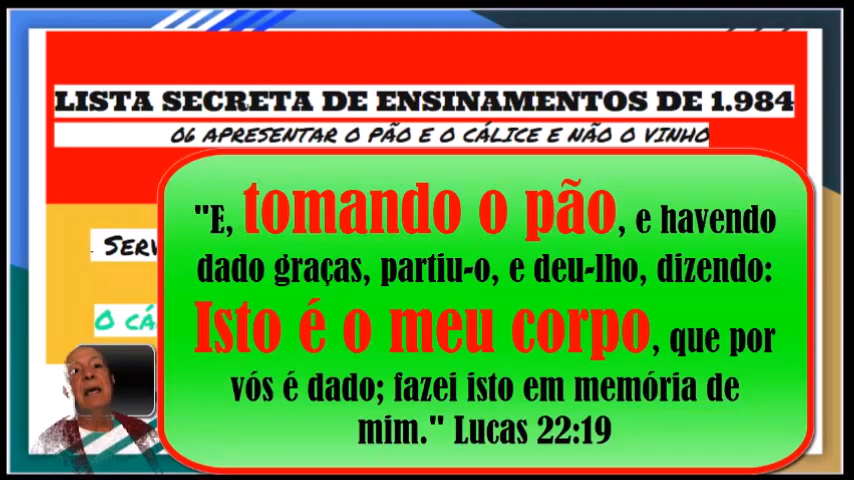 LISTA SECRETA DE ENSINAMENTOS DE 1.984
06 APRESENTAR O PÃO E O CÁLICE E NÃO O VINHO
. SERV
O CÁ
"E, tomando o pão, e havendo
dado graças, partiu-o, e deu-lho, dizendo:
Isto é o meu corpo, que por
vós é dado; fazei isto em memória de
mim." Lucas 22:19